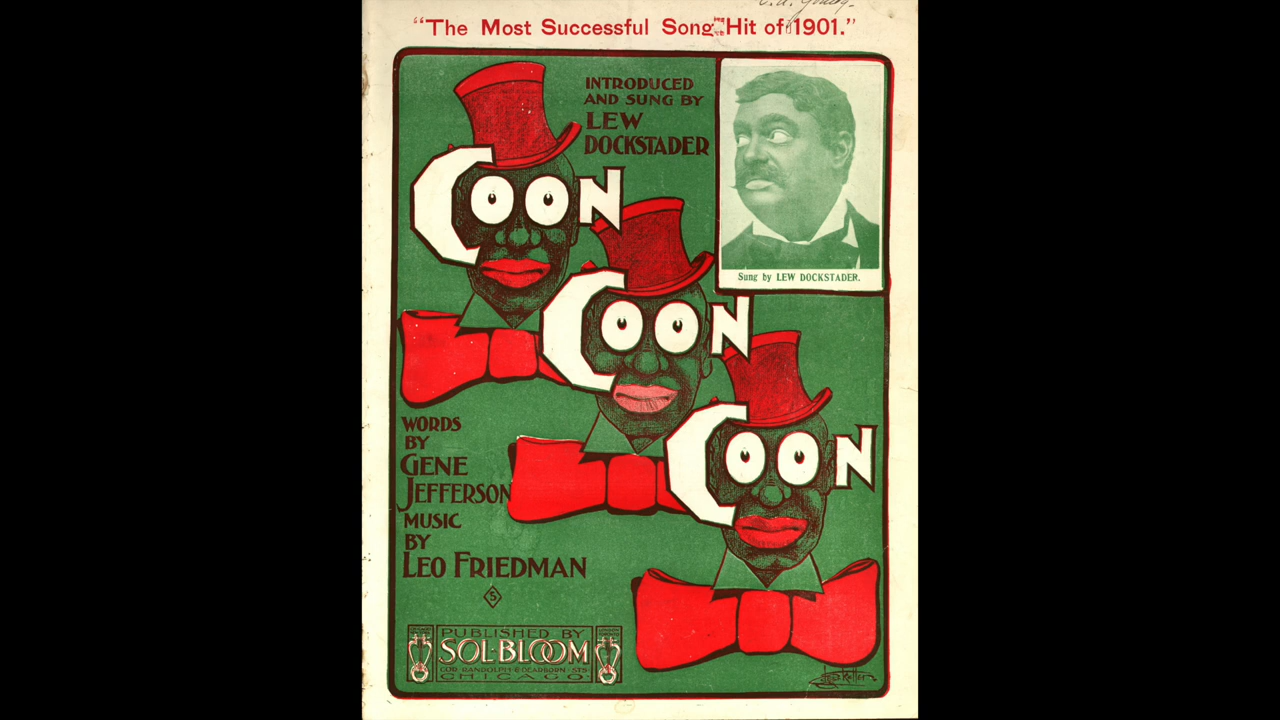 "The Most Successful Song Hit of 1901."
INTRODUCED
AND SUNG BY
LEW
DOCKSTADER
Sung by LEW DOCKSTADER.
COON
COON
COON
WORDS
BY
GENE
JEFFERSON
MUSIC
BY
LEO FRIEDMAN
5
PUBLISHED BY
SOL·BLOOM
COR RANDOLPH & DEARBORN STS
CHICAGO